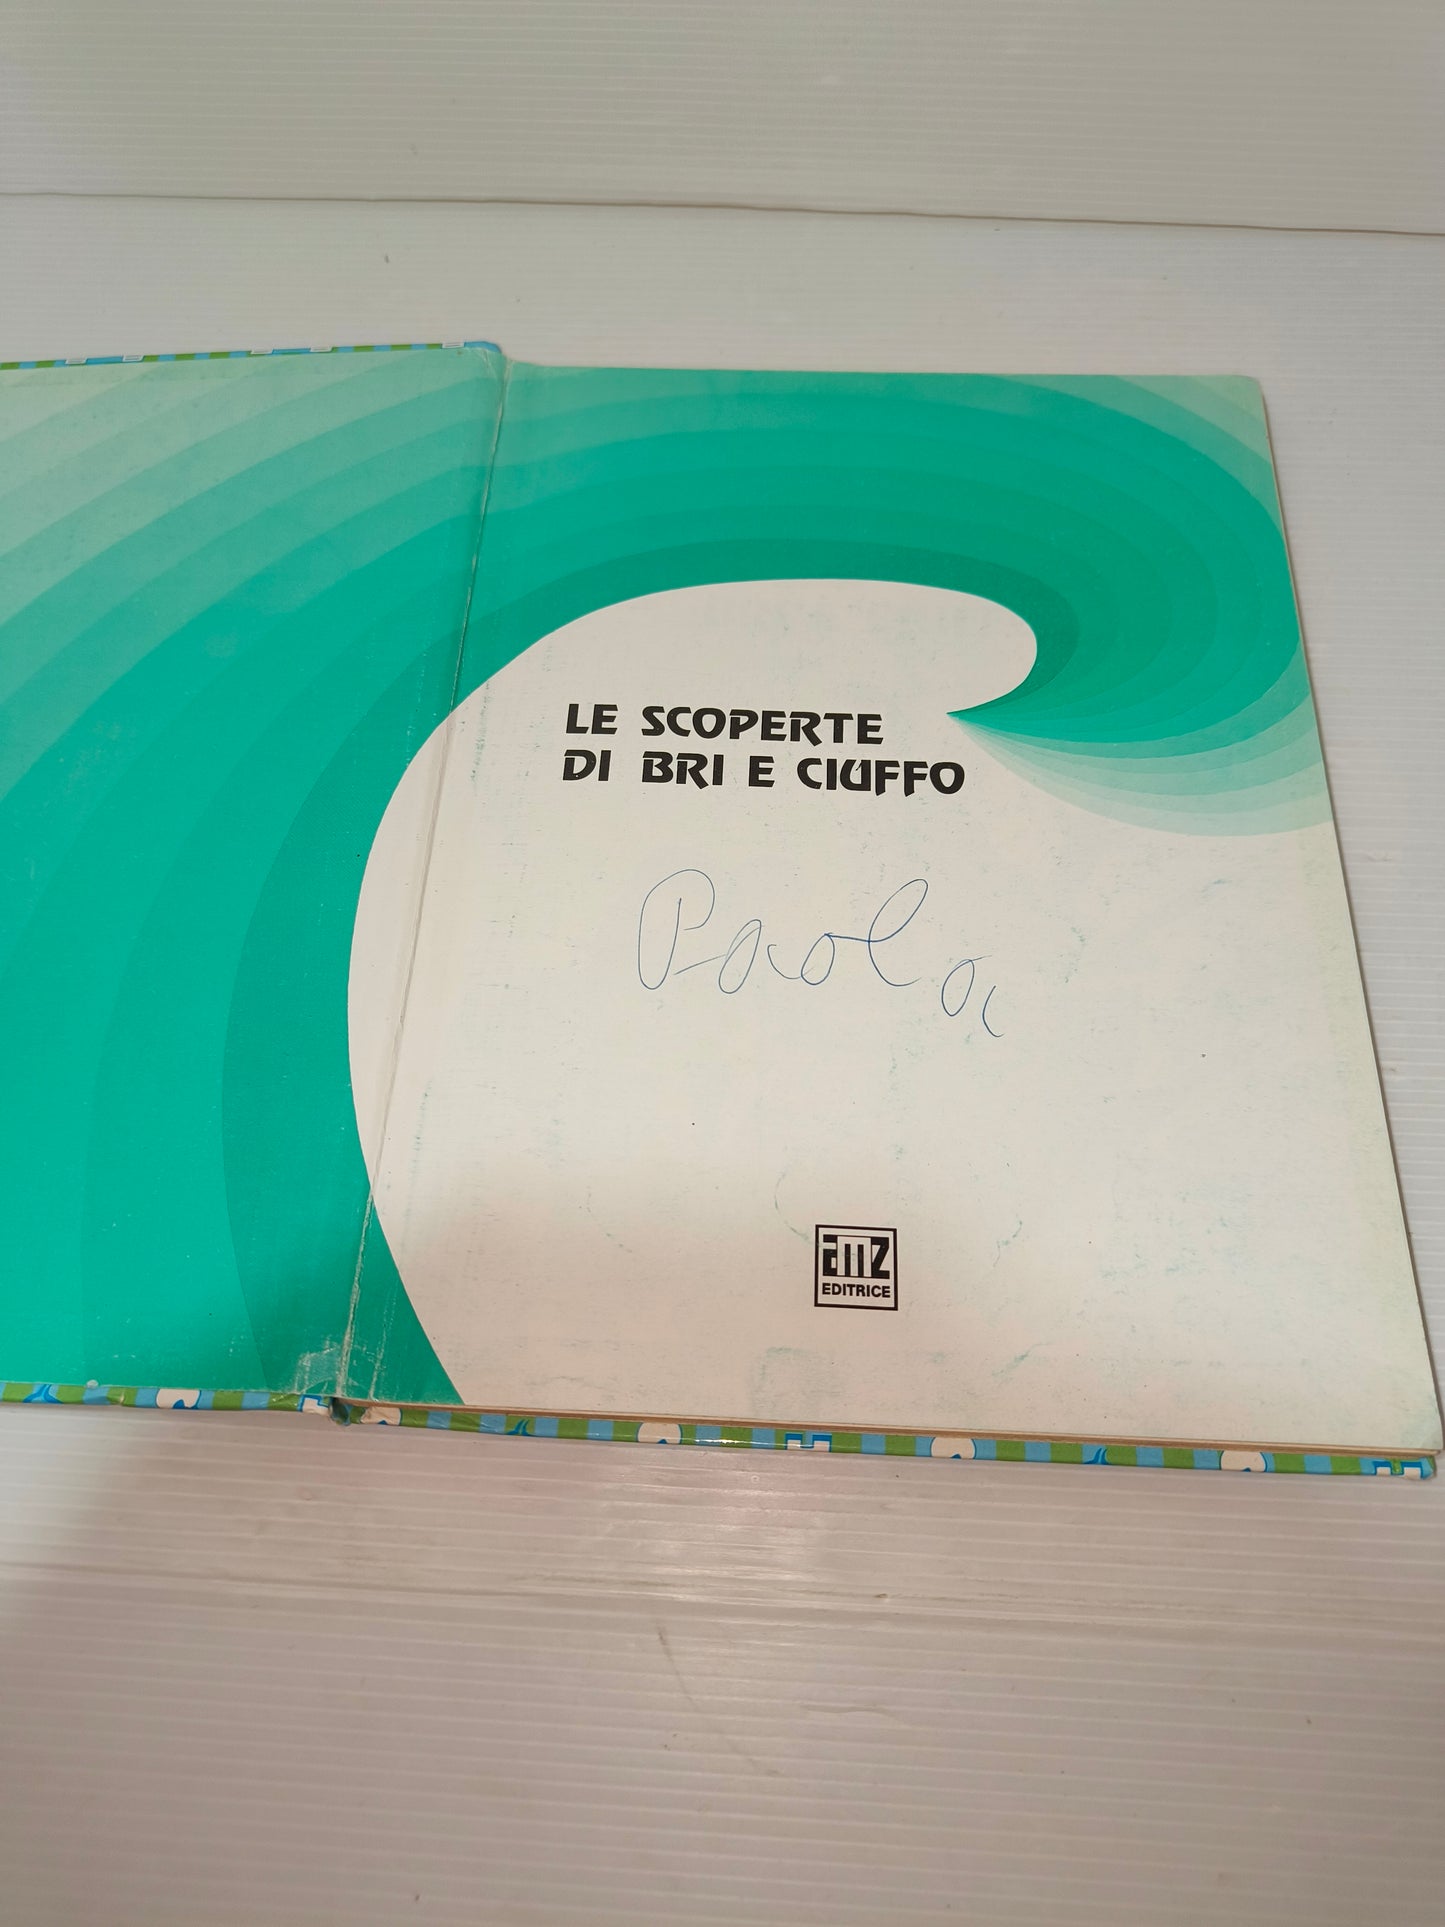 LE SCOPERTE
DI BRI E CIUFFO
Paola
amz
EDITRICE